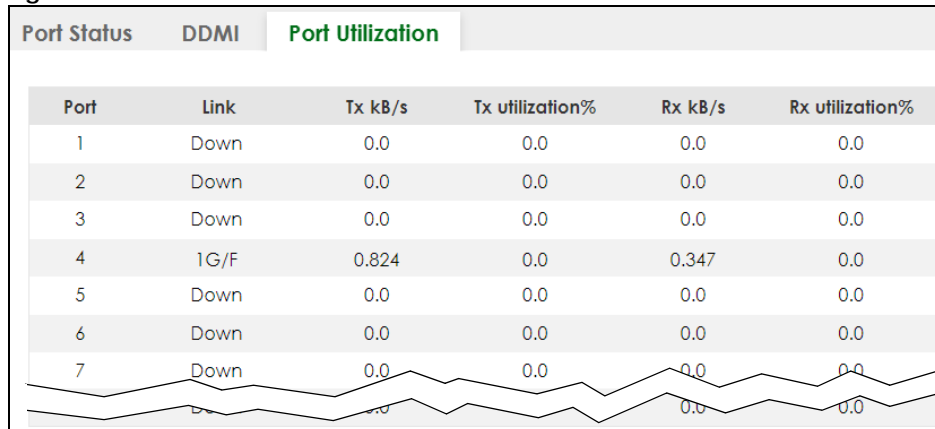 Port Status DDMI Port Utilization
Port Link Tx kB/s Tx utilization% Rx kB/s Rx utilization%
1 Down 0.0 0.0 0.0 0.0
2 Down 0.0 0.0 0.0 0.0
3 Down 0.0 0.0 0.0 0.0
4 1G/F 0.824 0.0 0.347 0.0
5 Down 0.0 0.0 0.0 0.0
6 Down 0.0 0.0 0.0 0.0
7 Down 0.0 0.0 0.0 0.0
0.0 0.0